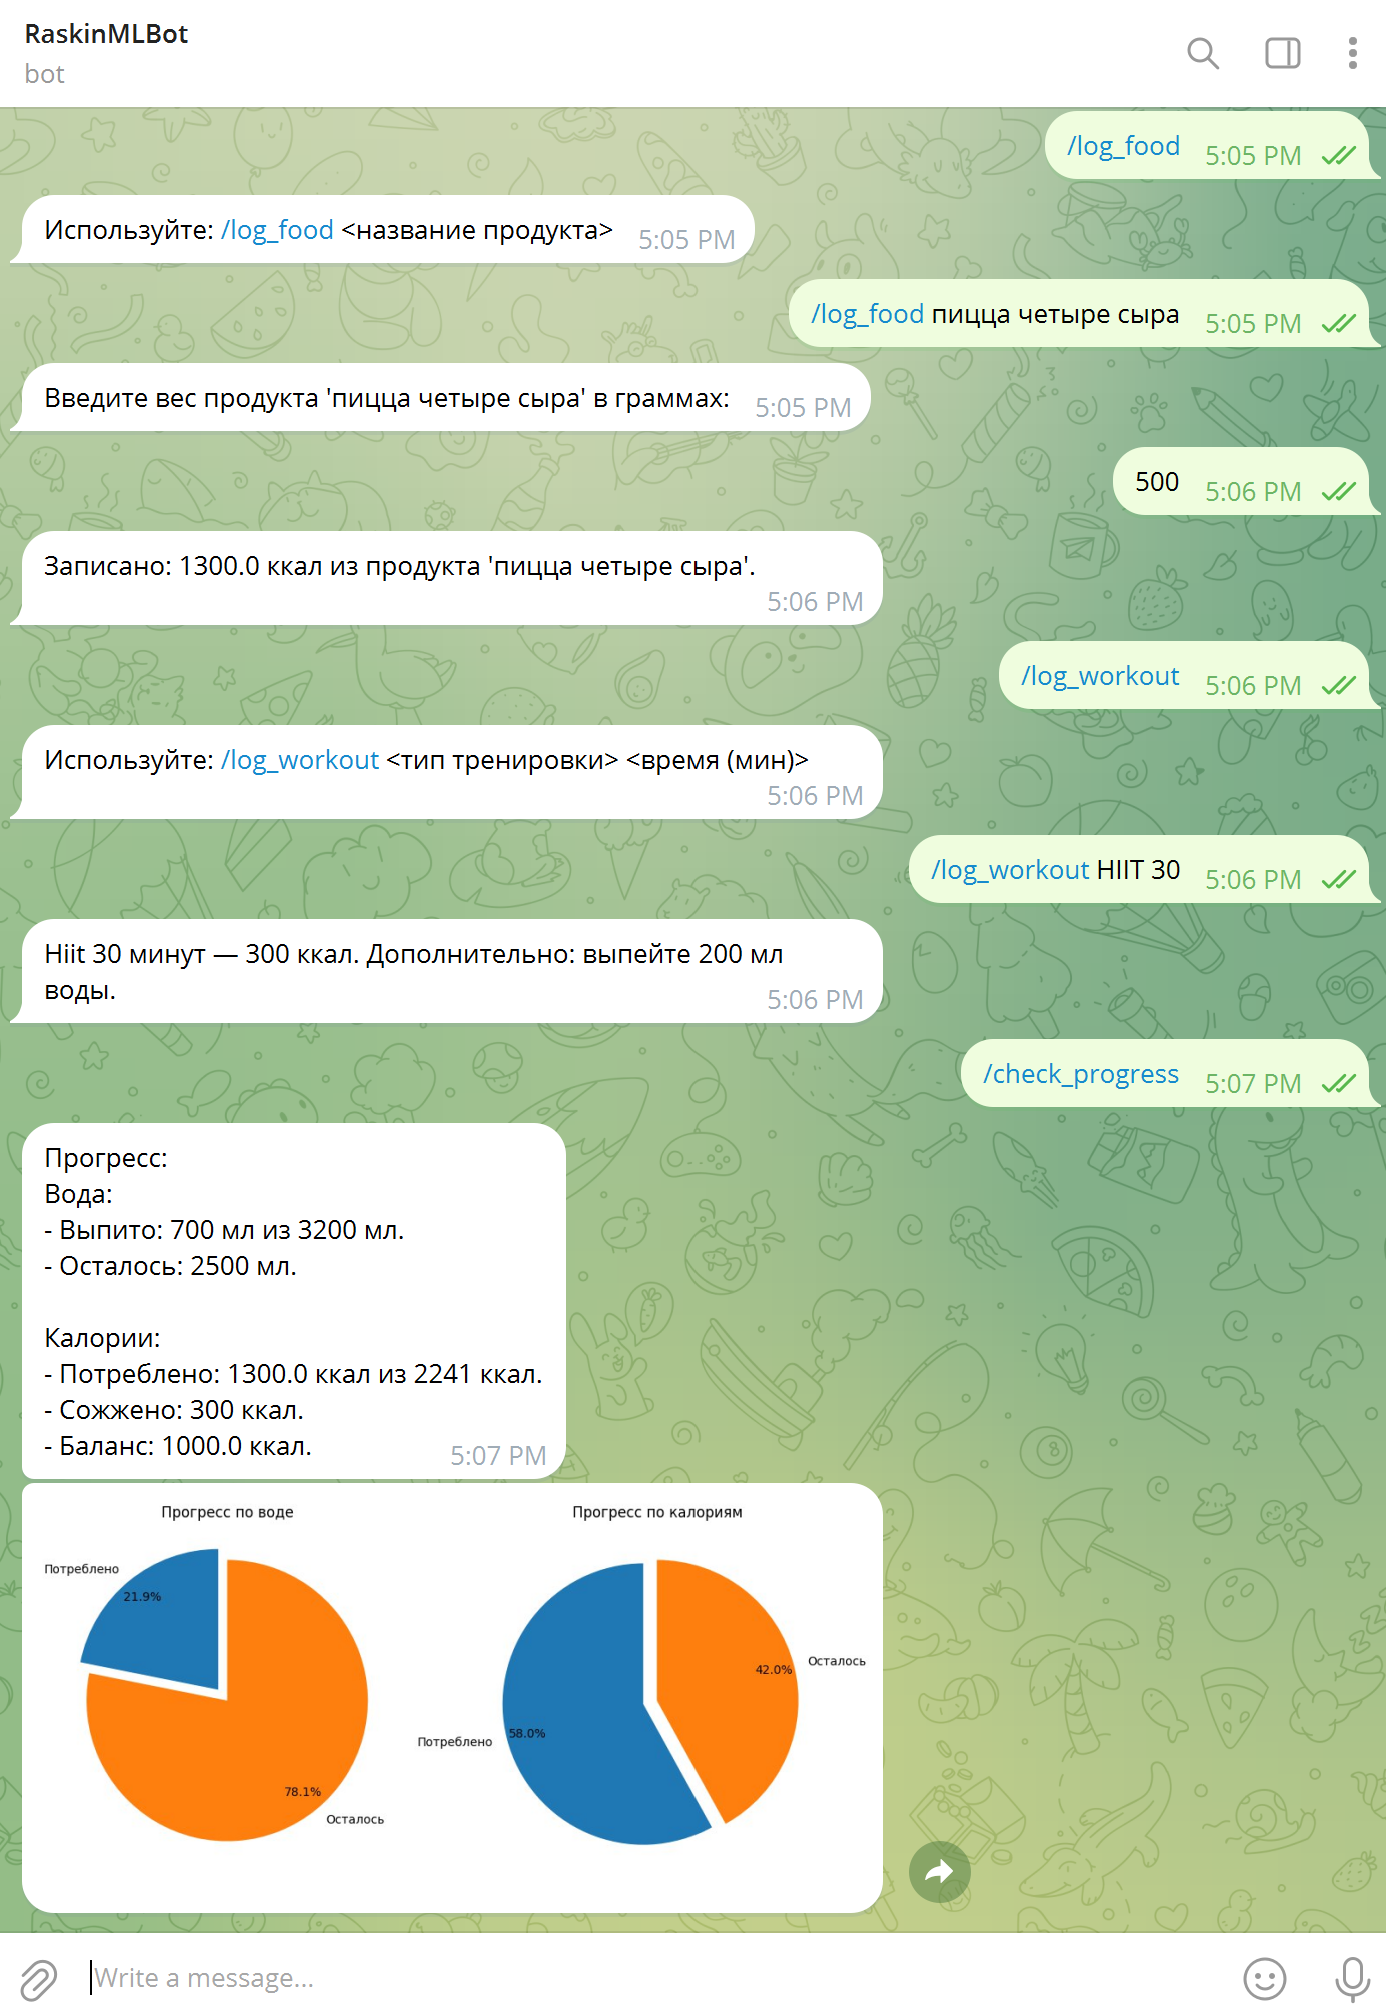 RaskinMLBot
bot
/log_food 5:05 PM
Используйте: /log_food <название продукта> 5:05 PM
/log_food пицца четыре сыра 5:05 PM
Введите вес продукта 'пицца четыре сыра' в граммах: 5:05 PM
500 5:06 PM
Записано: 1300.0 ккал из продукта 'пицца четыре сыра'.
5:06 PM
/log_workout 5:06 PM
Используйте: /log_workout <тип тренировки> <время (мин)>
5:06 PM
/log_workout HIIT 30 5:06 PM
Hiit 30 минут — 300 ккал. Дополнительно: выпейте 200 мл
воды. 5:06 PM
/check_progress 5:07 PM
Прогресс:
Вода:
- Выпито: 700 мл из 3200 мл.
- Осталось: 2500 мл.
Калории:
- Потреблено: 1300.0 ккал из 2241 ккал.
- Сожжено: 300 ккал.
- Баланс: 1000.0 ккал. 5:07 PM
Прогресс по воде
Потреблено
21.9%
78.1%
Осталось
Прогресс по калориям
Осталось
42.0%
58.0%
Потреблено
Write a message...